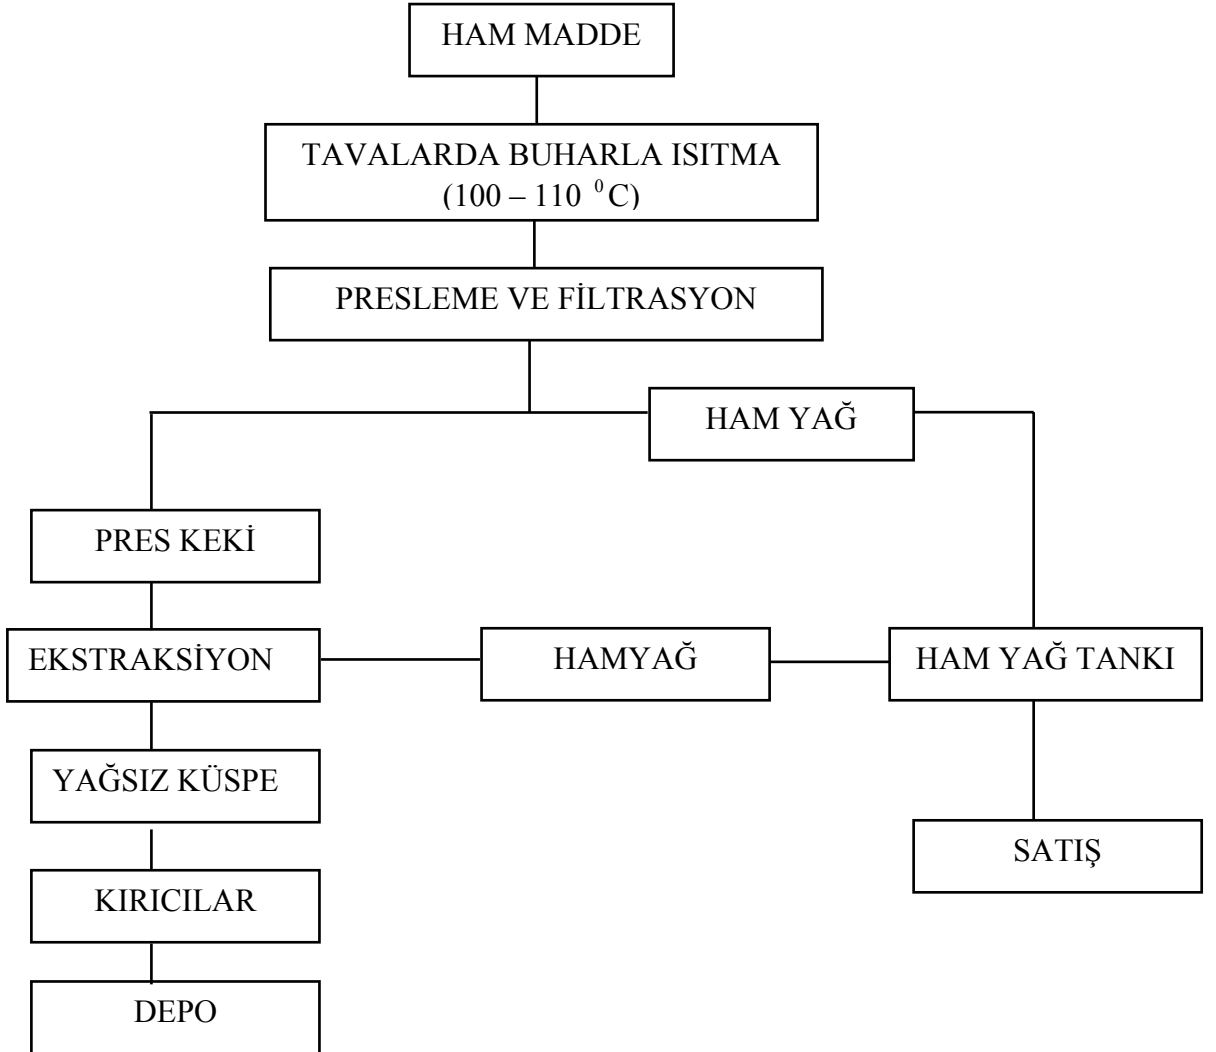 HAM MADDE
TAVALARDA BUHARLA ISITMA
(100 – 110 ⁰C)
PRESLEME VE FİLTRASYON
HAM YAĞ
PRES KEKİ
EKSTRAKSİYON
HAMYAĞ
HAM YAĞ TANKI
YAĞSIZ KÜSPE
SATIŞ
KIRICILAR
DEPO